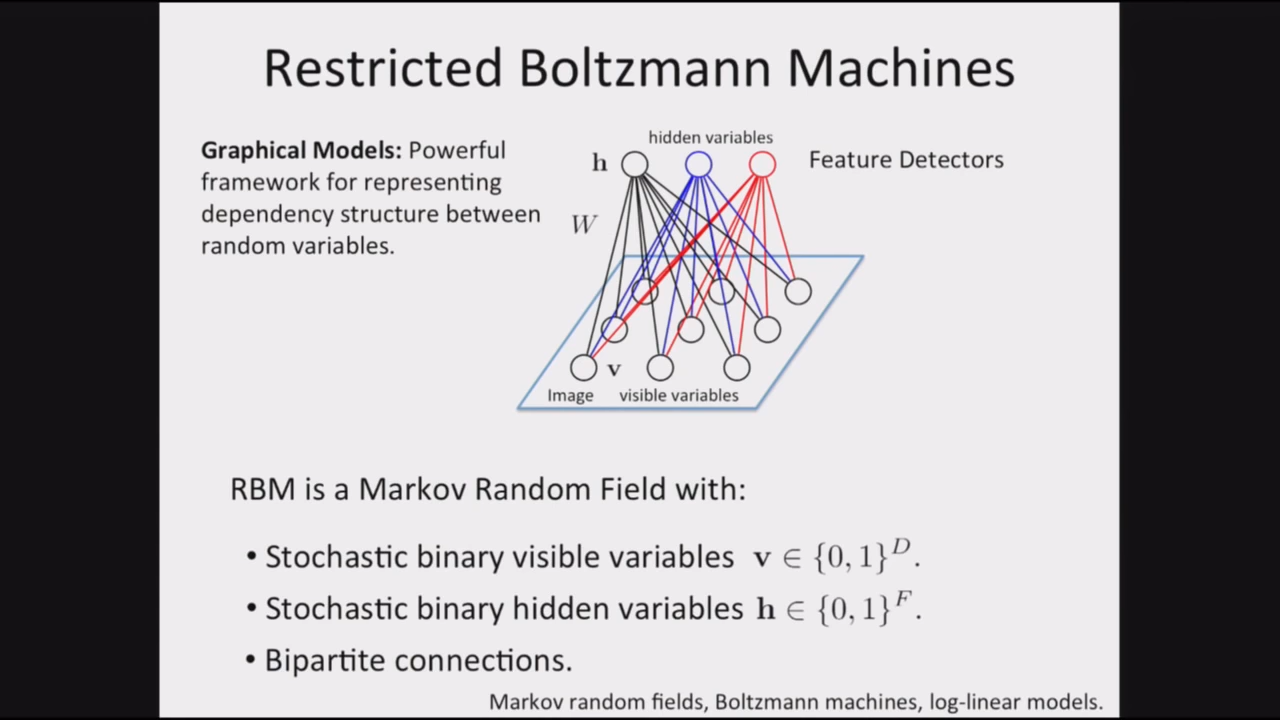 Restricted Boltzmann Machines
Graphical Models: Powerful
framework for representing
dependency structure between
random variables.
hidden variables
h
Feature Detectors
W
v
Image visible variables
RBM is a Markov Random Field with:
• Stochastic binary visible variables v ∈ {0, 1}^D.
• Stochastic binary hidden variables h ∈ {0, 1}^F.
• Bipartite connections.
Markov random fields, Boltzmann machines, log-linear models.